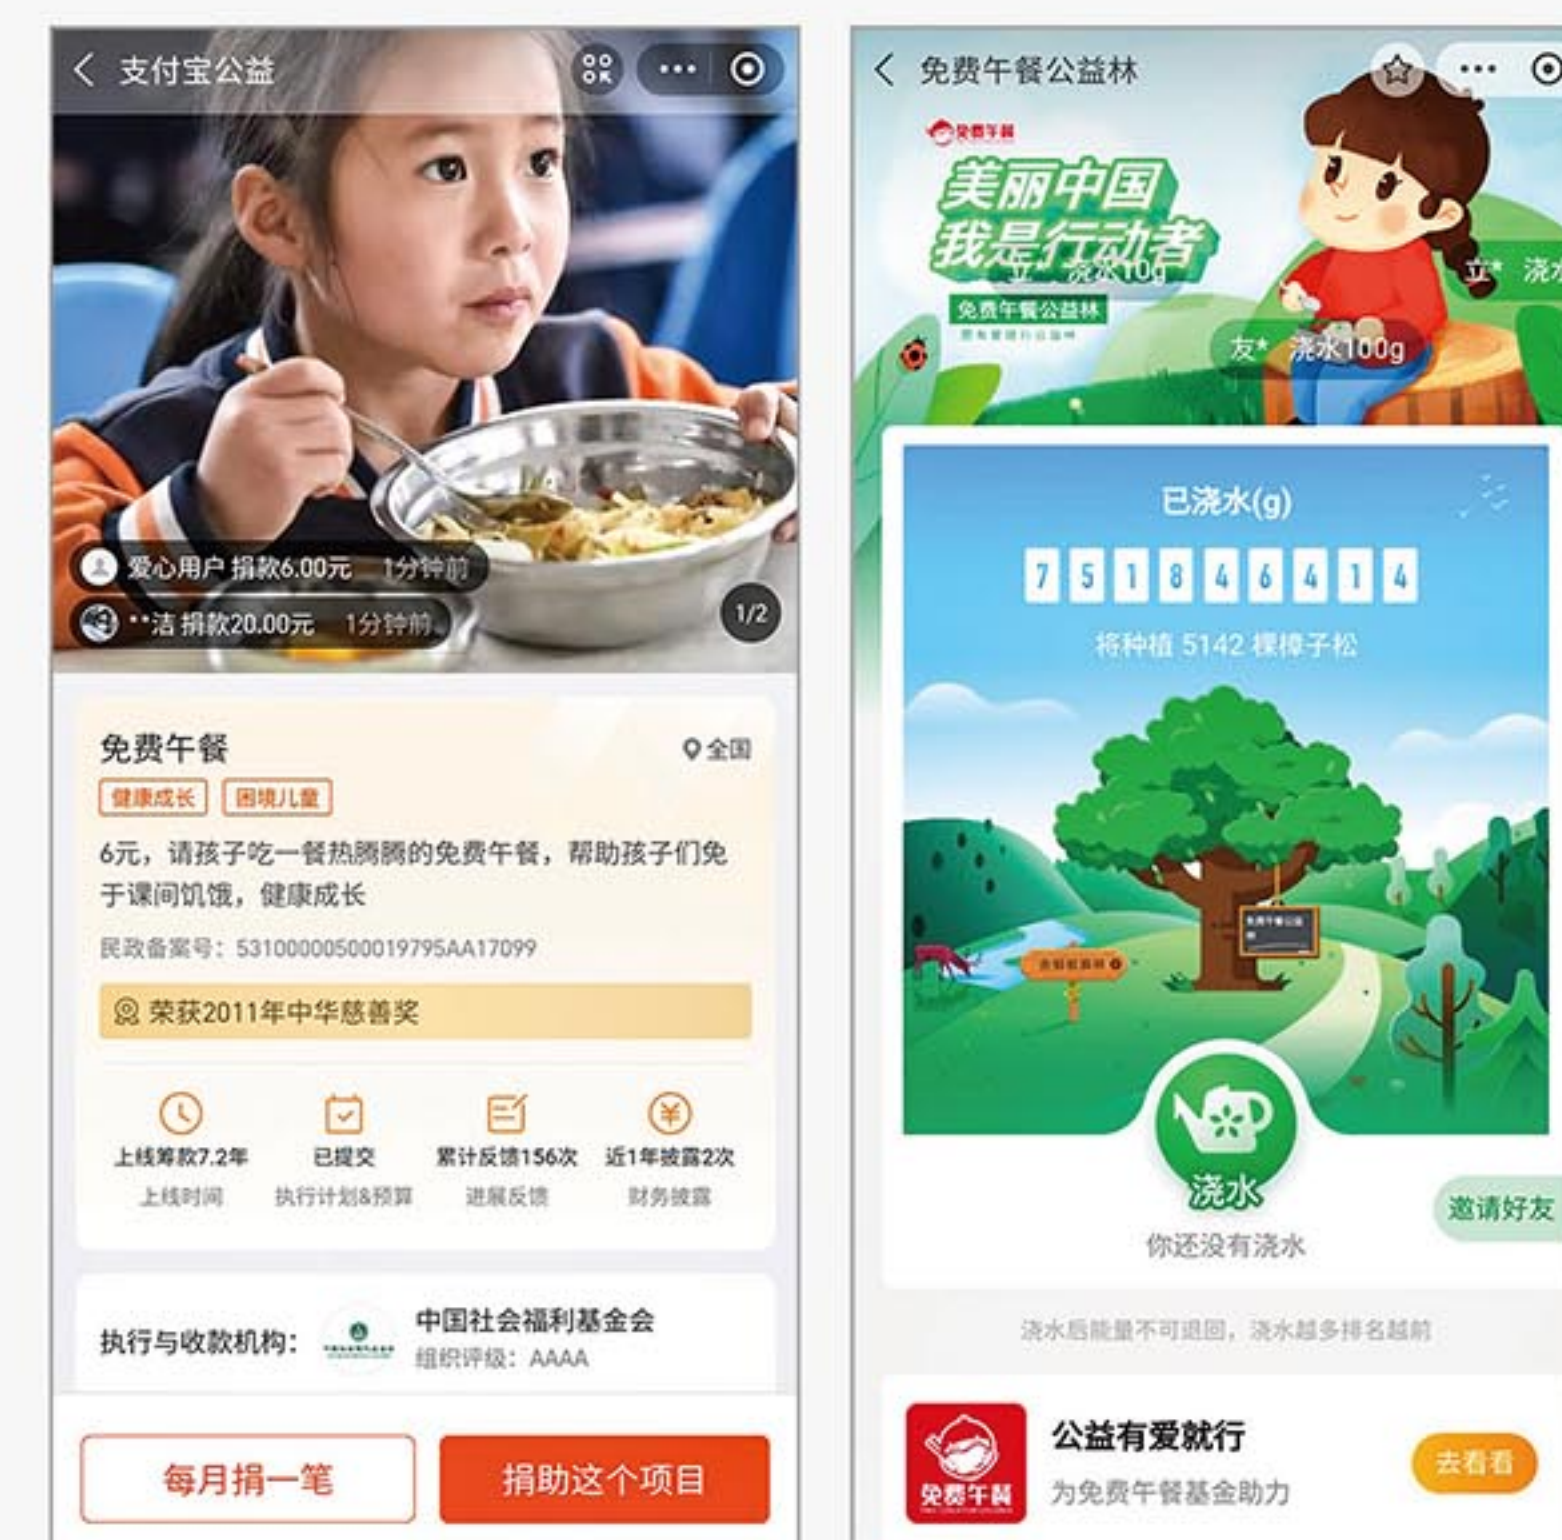 支付宝公益
爱心用户 捐款6.00元 1分钟前
**洁 捐款20.00元 1分钟前
1/2
免费午餐
全国
健康成长
困境儿童
6元，请孩子吃一餐热腾腾的免费午餐，帮助孩子们免
于课间饥饿，健康成长
民政备案号：53100000500019795AA17099
荣获2011年中华慈善奖
上线筹款7.2年
上线时间
已提交
执行计划&预算
累计反馈156次
进展反馈
近1年披露2次
财务披露
执行与收款机构：
中国社会福利基金会
组织评级：AAAA
每月捐一笔
捐助这个项目
免费午餐公益林
免费午餐
美丽中国
我是行动者
立* 浇水10g
免费午餐公益林
立* 浇水
友* 浇水100g
已浇水(g)
751846414
将种植 5142 棵樟子松
浇水
你还没有浇水
邀请好友
浇水后能量不可退回，浇水越多排名越前
免费午餐
公益有爱就行
为免费午餐基金助力
去看看